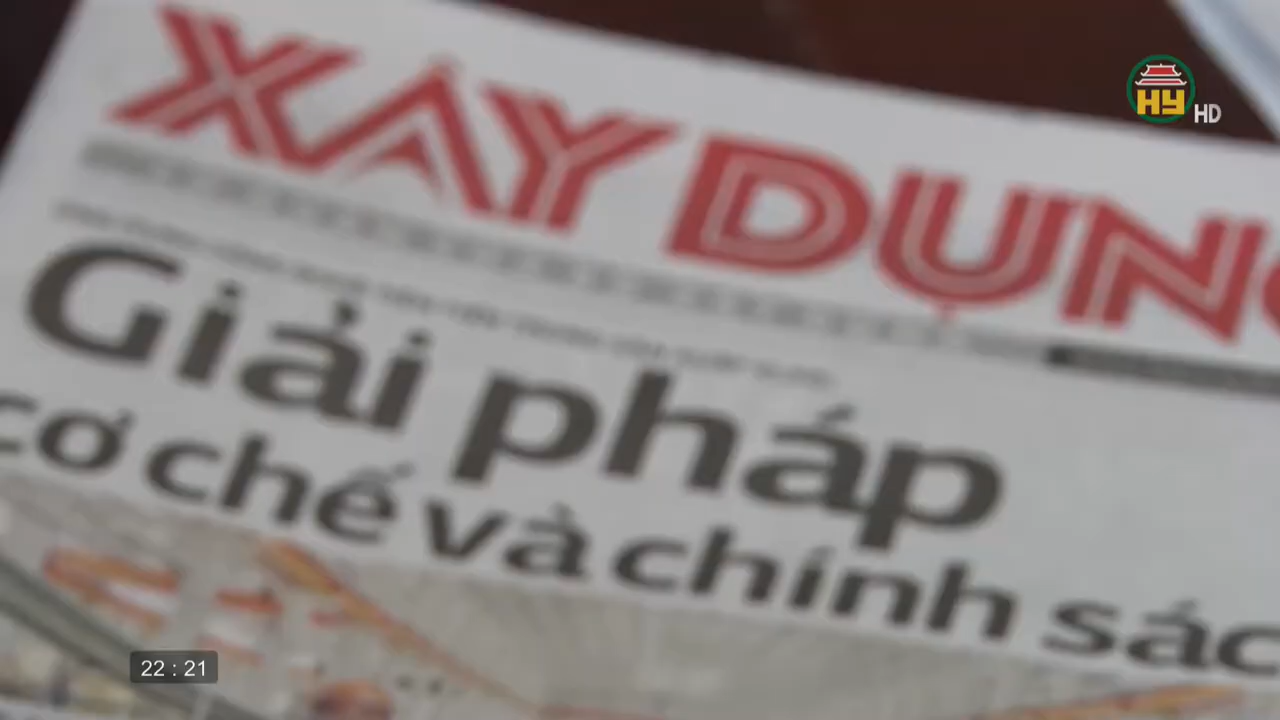 XÂY DỰNG
HY HD
Giải pháp
cơ chế và chính sác
22 : 21